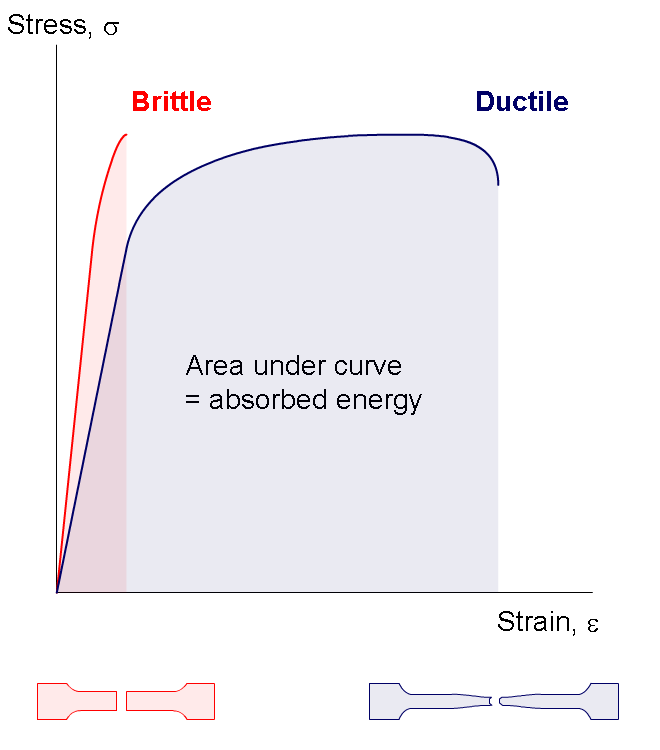 Stress, σ
Brittle
Ductile
Area under curve
= absorbed energy
Strain, ε